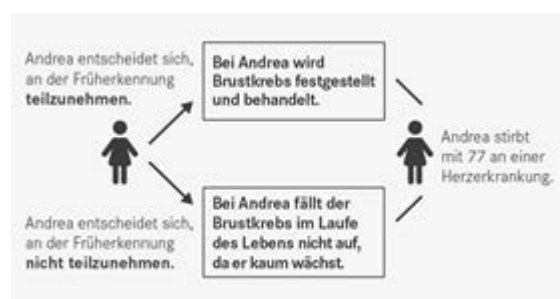 Andrea entscheidet sich,
an der Früherkennung
teilzunehmen.
Bei Andrea wird
Brustkrebs festgestellt
und behandelt.
Andrea stirbt
mit 77 an einer
Herzerkrankung.
Andrea entscheidet sich,
an der Früherkennung
nicht teilzunehmen.
Bei Andrea fällt der
Brustkrebs im Laufe
des Lebens nicht auf,
da er kaum wächst.